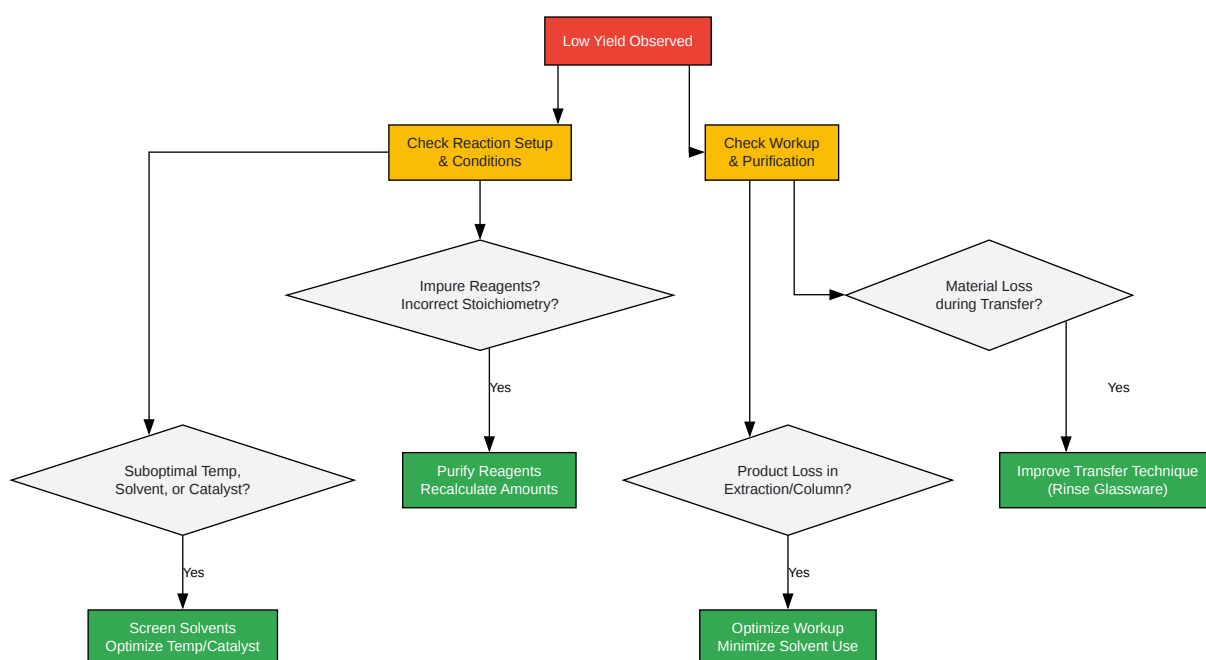 Low Yield Observed
Check Reaction Setup
& Conditions
Check Workup
& Purification
Impure Reagents?
Incorrect Stoichiometry?
Material Loss
during Transfer?
Yes
Yes
Suboptimal Temp,
Solvent, or Catalyst?
Purify Reagents
Recalculate Amounts
Product Loss in
Extraction/Column?
Improve Transfer Technique
(Rinse Glassware)
Yes
Yes
Screen Solvents
Optimize Temp/Catalyst
Optimize Workup
Minimize Solvent Use